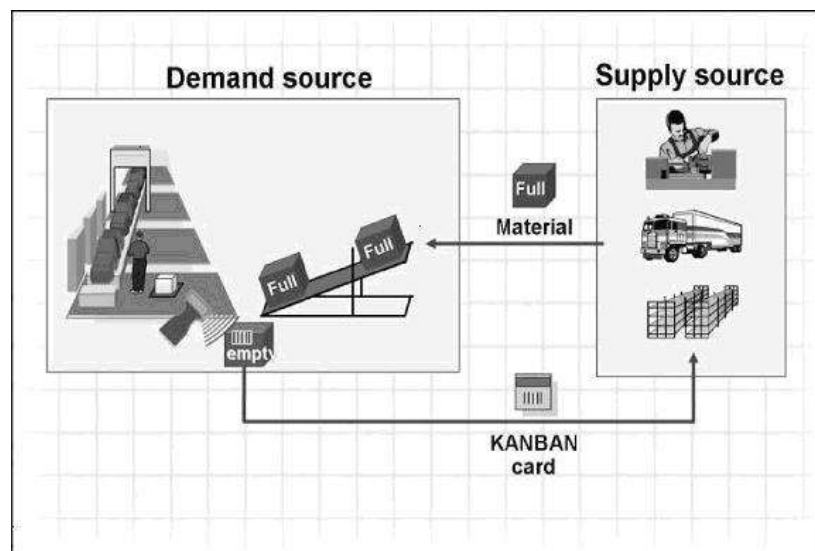 Demand source
Supply source
Full
Material
Full
Full
empty
KANBAN
card